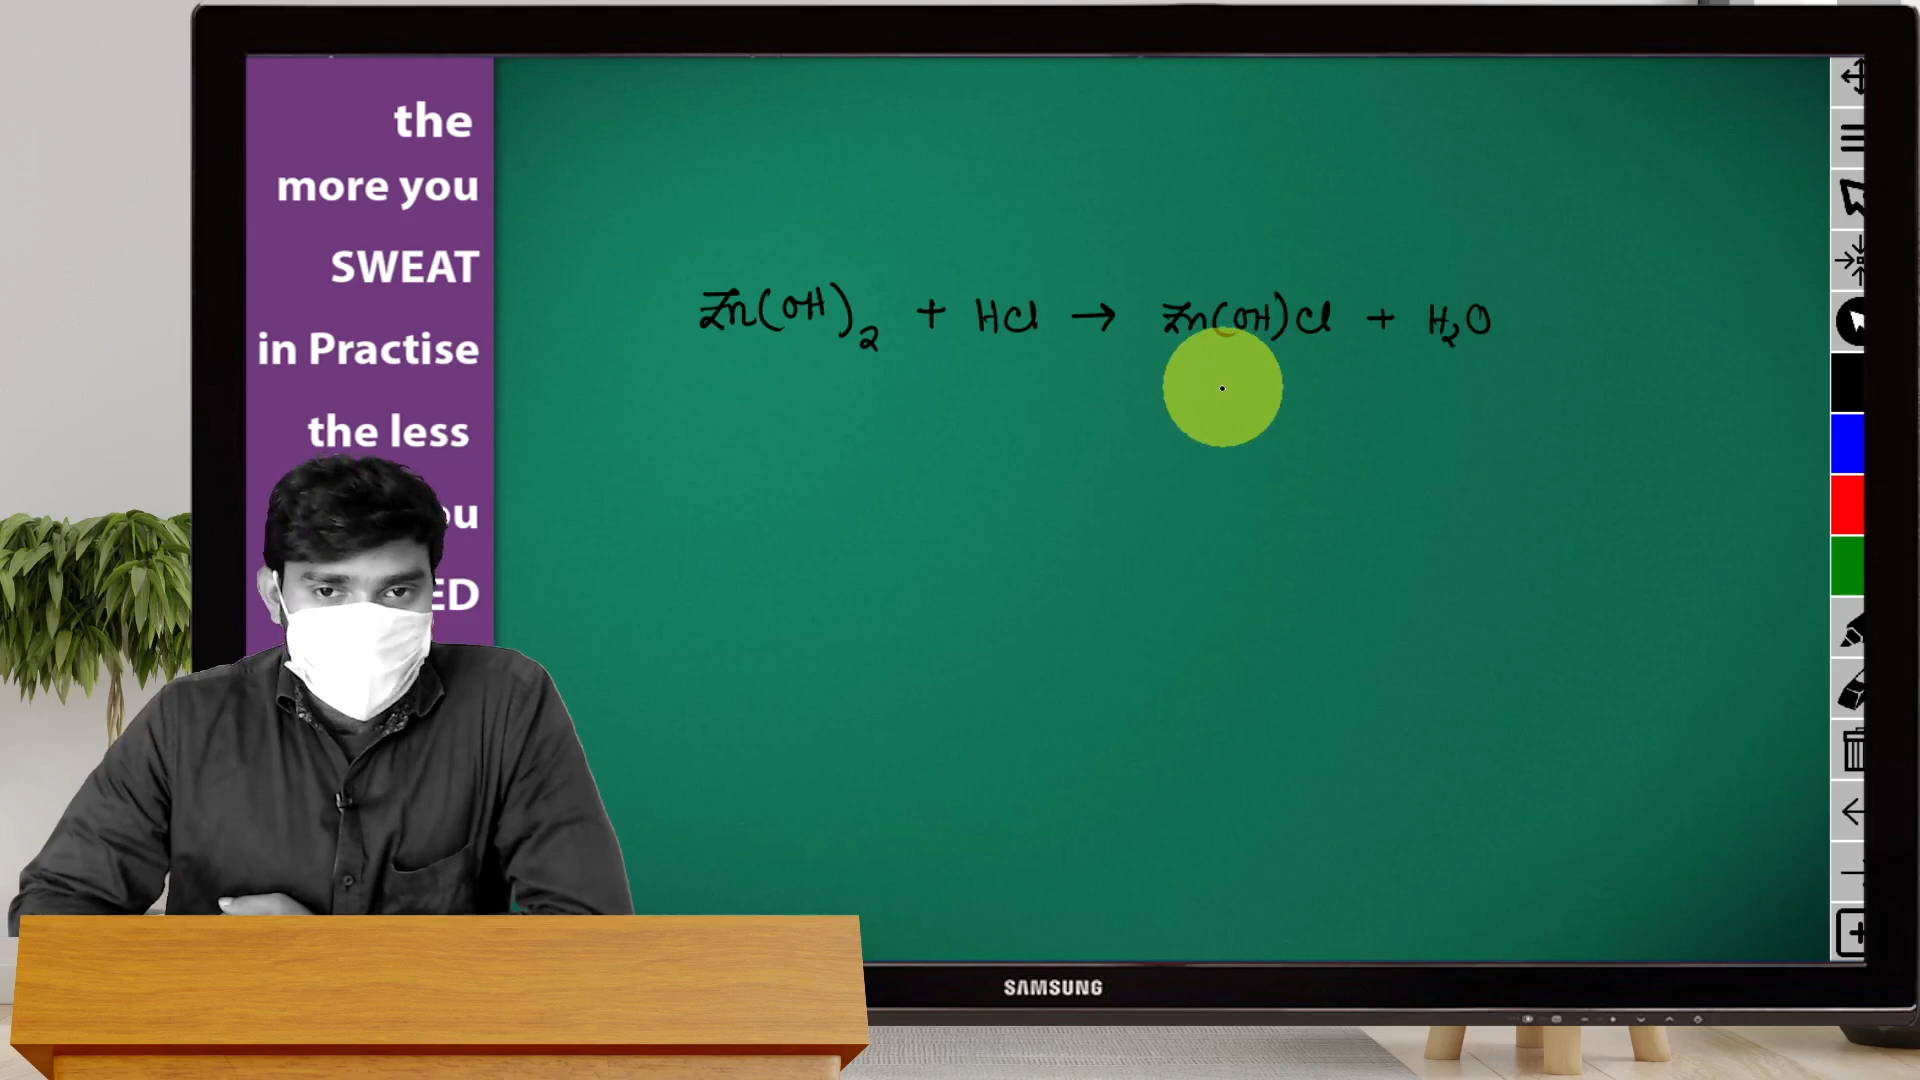 the
more you
SWEAT
in Practise
the less
Zn(OH)₂ + HCl → Zn(OH)Cl + H₂O
SAMSUNG